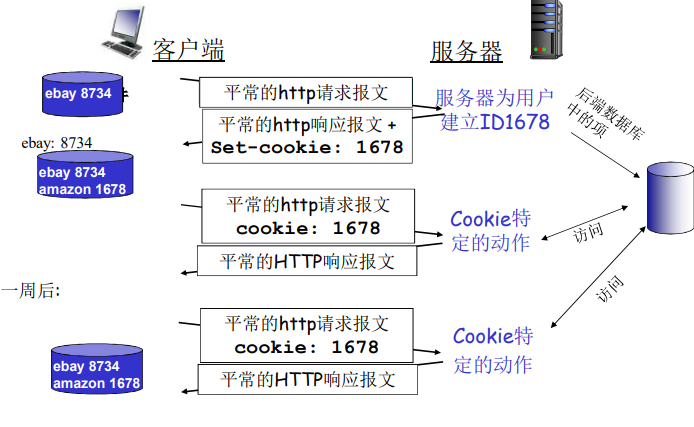 客户端
服务器
ebay 8734
平常的http请求报文
服务器为用户
建立ID1678
后端数据库
中的项
平常的http响应报文 +
Set-cookie: 1678
ebay: 8734
ebay 8734
amazon 1678
平常的http请求报文
cookie: 1678
Cookie特
定的动作
访问
平常的HTTP响应报文
一周后:
访问
平常的http请求报文
cookie: 1678
Cookie特
定的动作
ebay 8734
amazon 1678
平常的HTTP响应报文